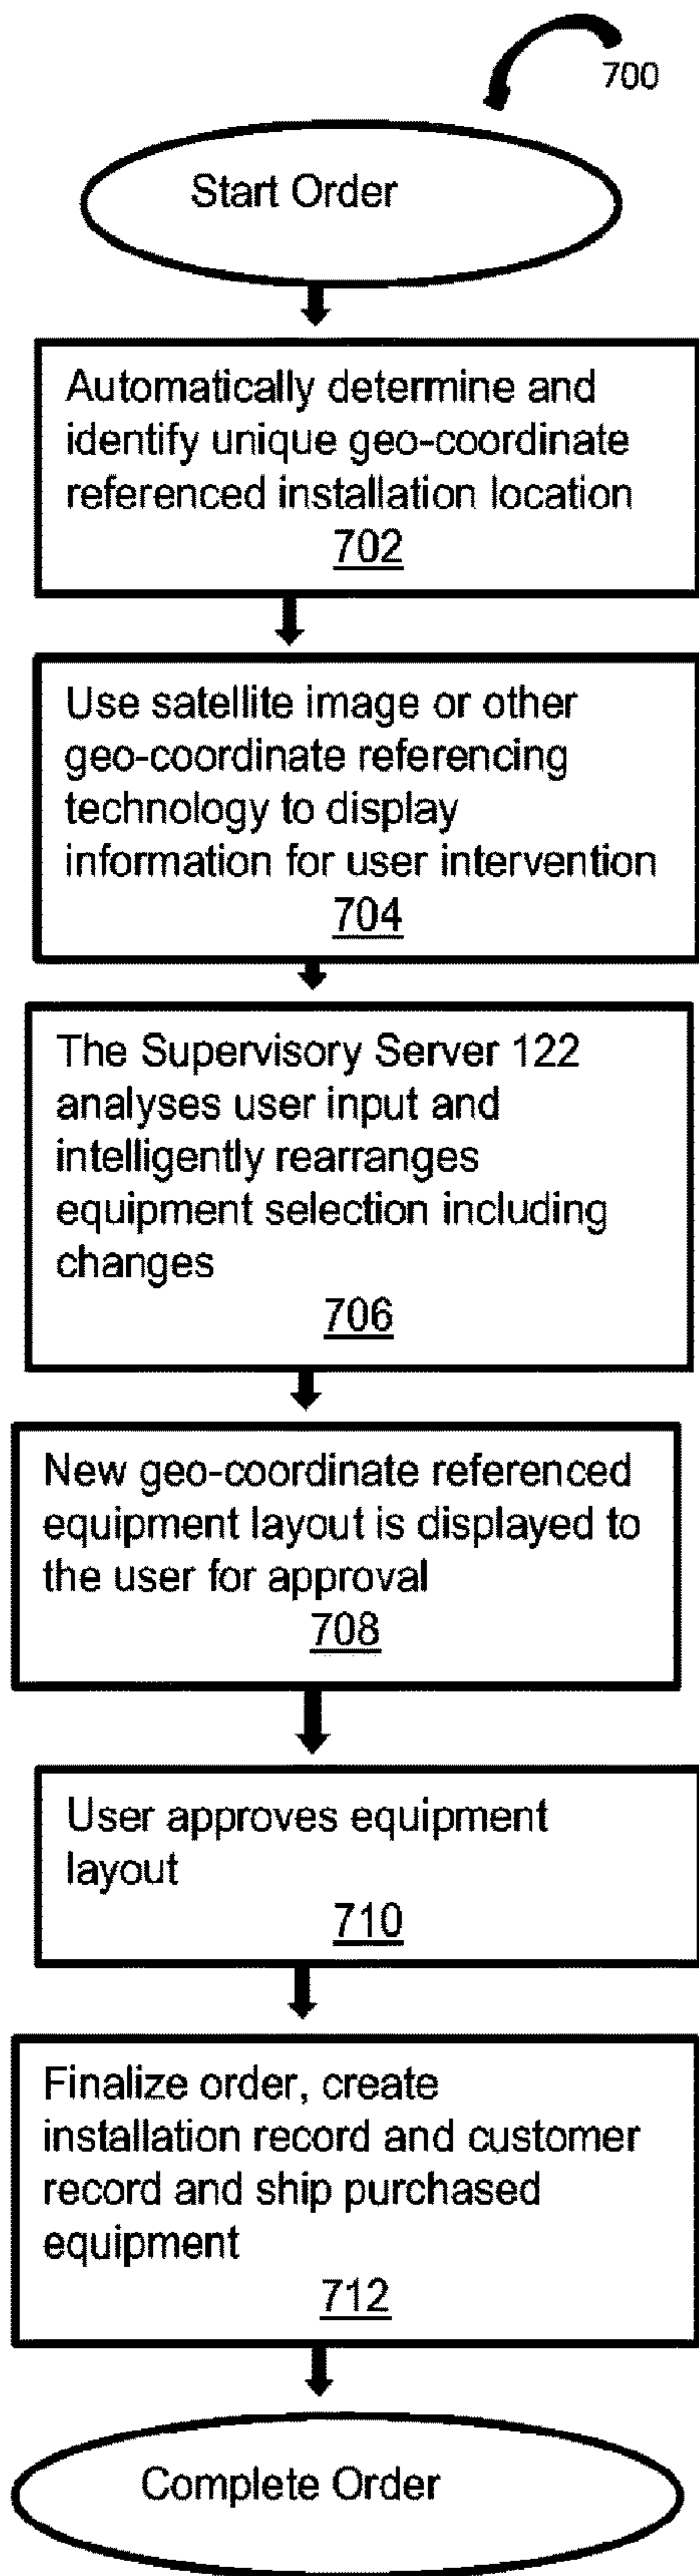 700
Start Order
Automatically determine and
identify unique geo-coordinate
referenced installation location
702
Use satellite image or other
geo-coordinate referencing
technology to display
information for user intervention
704
The Supervisory Server 122
analyses user input and
intelligently rearranges
equipment selection including
changes
706
New geo-coordinate referenced
equipment layout is displayed to
the user for approval
708
User approves equipment
layout
710
Finalize order, create
installation record and customer
record and ship purchased
equipment
712
Complete Order